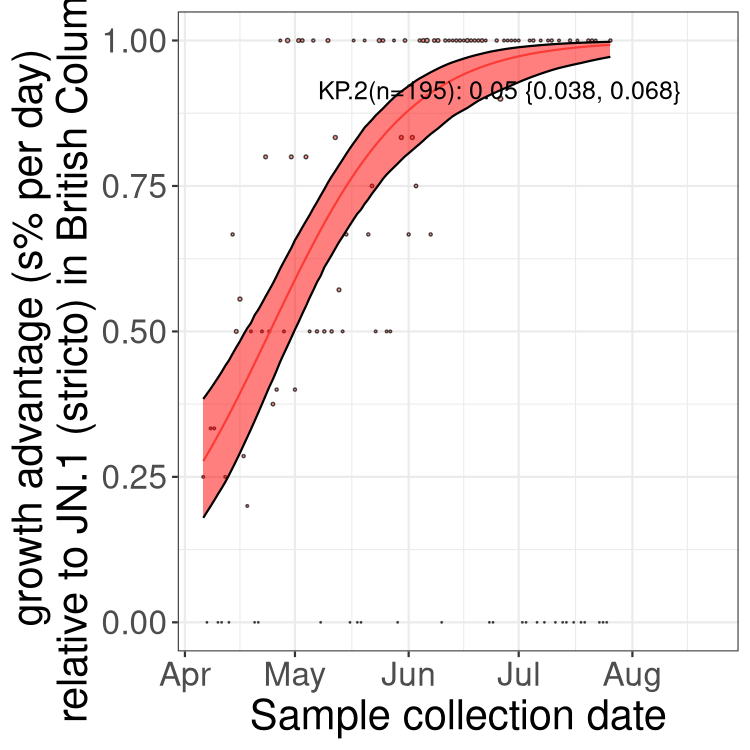 growth advantage (s% per day)
relative to JN.1 (stricto) in British Colum
1.00
0.75
0.50
0.25
0.00
KP.2(n=195): 0.05 {0.038, 0.068}
Apr May Jun Jul Aug
Sample collection date